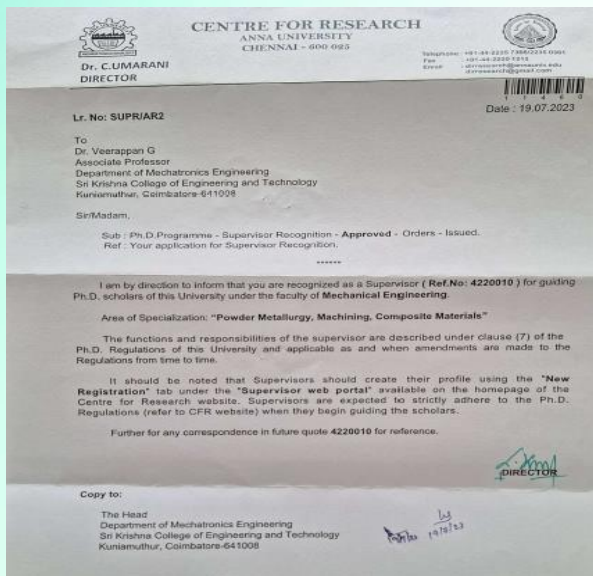 CENTRE FOR RESEARCH
ANNA UNIVERSITY
CHENNAI - 600 025
Dr. C.UMARANI
DIRECTOR
Telephone : +91-44-2235
Fax
Email
dirresearch@gmail.com
11460
Date : 19.07.2023
Lr. No: SUPR/AR2
To
Dr. Veerappan G
Associate Professor
Department of Mechatronics Engineering
Sri Krishna College of Engineering and Technology
Kuniamuthur, Coimbatore-641008
Sir/Madam,
Sub : Ph.D.Programme - Supervisor Recognition - Approved - Orders - Issued.
Ref : Your application for Supervisor Recognition.
------
I am by direction to inform that you are recognized as a Supervisor ( Ref.No: 4220010 ) for guiding
Ph.D. scholars of this University under the faculty of Mechanical Engineering.
Area of Specialization: "Powder Metallurgy, Machining, Composite Materials"
The functions and responsibilities of the supervisor are described under clause (7) of the
Ph.D. Regulations of this University and applicable as and when amendments are made to the
Regulations from time to time.
It should be noted that Supervisors should create their profile using the "New
Registration" tab under the "Supervisor web portal" available on the homepage of the
Centre for Research website. Supervisors are expected to strictly adhere to the Ph.D.
Regulations (refer to CFR website) when they begin guiding the scholars.
Further for any correspondence in future quote 4220010 for reference.
DIRECTOR
Copy to:
The Head
Department of Mechatronics Engineering
Sri Krishna College of Engineering and Technology
Kuniamuthur, Coimbatore-641008